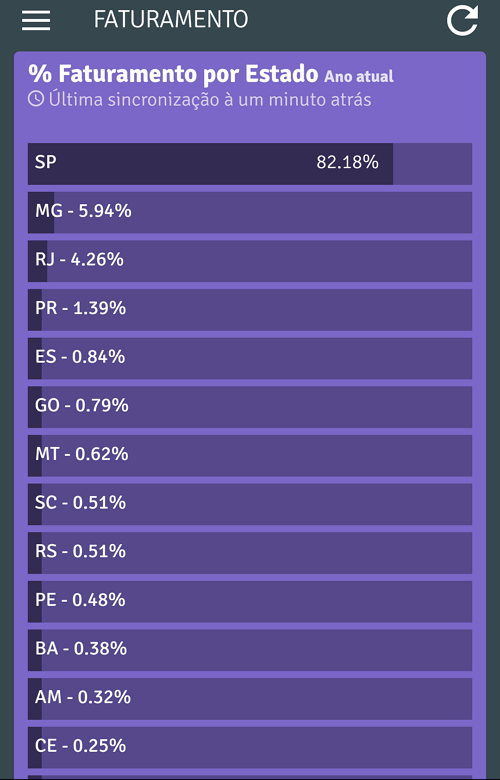 FATURAMENTO
% Faturamento por Estado Ano atual
Última sincronização à um minuto atrás
SP 82.18%
MG - 5.94%
RJ - 4.26%
PR - 1.39%
ES - 0.84%
GO - 0.79%
MT - 0.62%
SC - 0.51%
RS - 0.51%
PE - 0.48%
BA - 0.38%
AM - 0.32%
CE - 0.25%